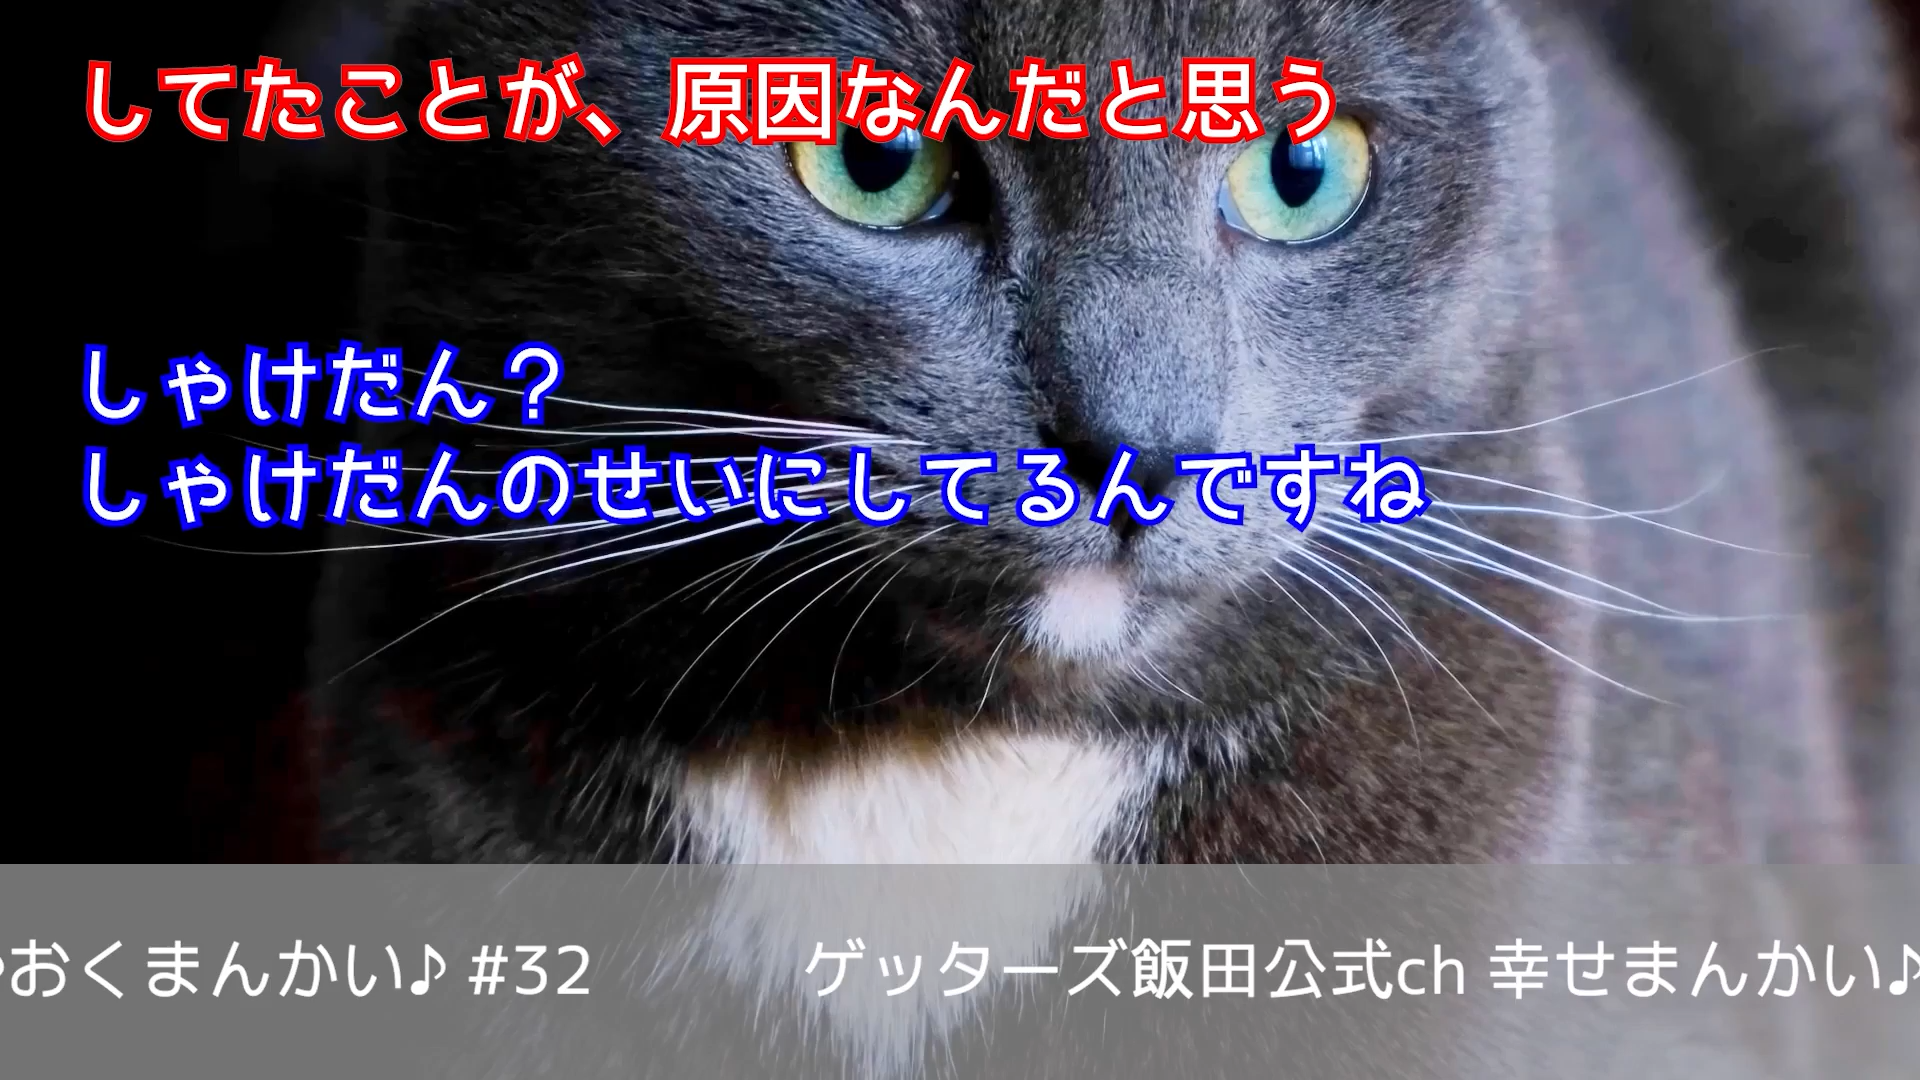 してたことが、原因なんだと思う
しゃけだん？
しゃけだんのせいにしてるんですね
おくまんかい♪ #32 ゲッターズ飯田公式ch 幸せまんかい♪